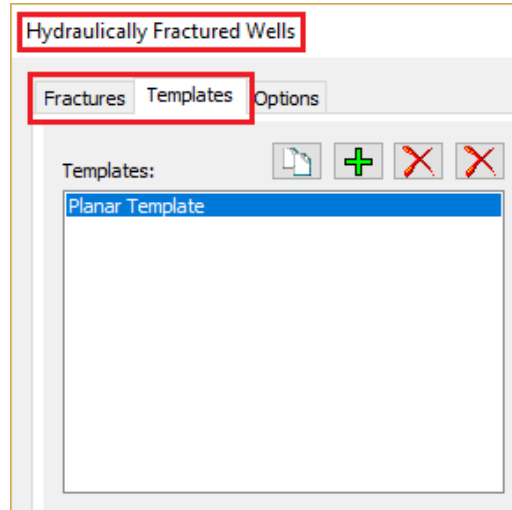 Hydraulically Fractured Wells
Fractures Templates Options
Templates:
Planar Template